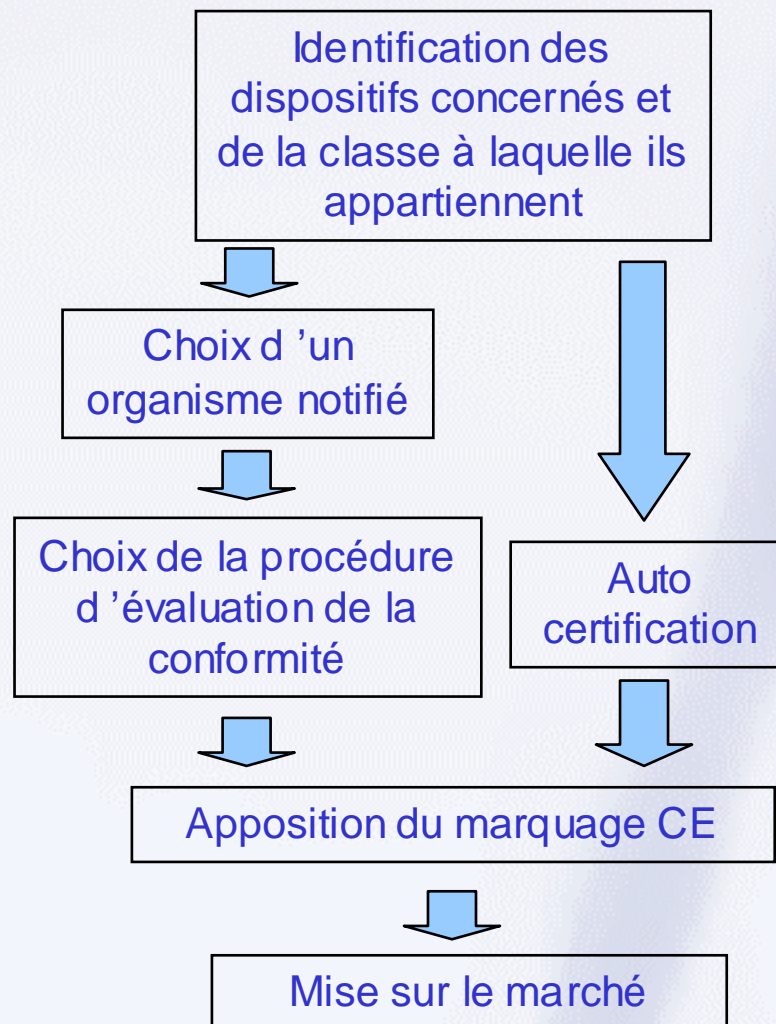 Identification des
dispositifs concernés et
de la classe à laquelle ils
appartiennent
Choix d ’un
organisme notifié
Choix de la procédure
d ’évaluation de la
conformité
Auto
certification
Apposition du marquage CE
Mise sur le marché